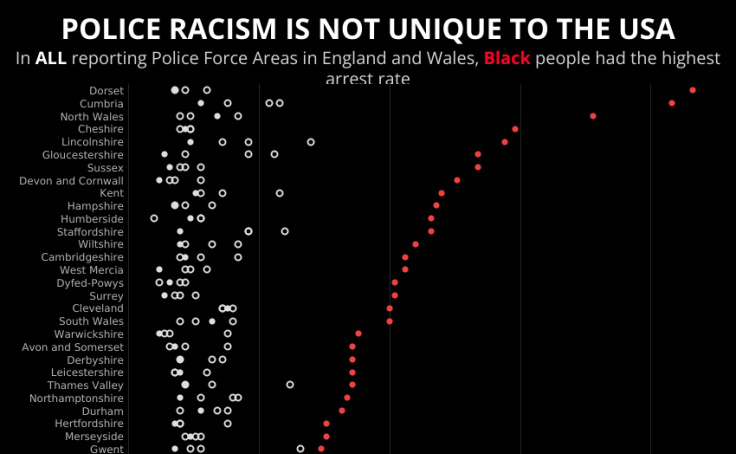 POLICE RACISM IS NOT UNIQUE TO THE USA
In ALL reporting Police Force Areas in England and Wales, Black people had the highest
arrest rate
Dorset
Cumbria
North Wales
Cheshire
Lincolnshire
Gloucestershire
Sussex
Devon and Cornwall
Kent
Hampshire
Humberside
Staffordshire
Wiltshire
Cambridgeshire
West Mercia
Dyfed-Powys
Surrey
Cleveland
South Wales
Warwickshire
Avon and Somerset
Derbyshire
Leicestershire
Thames Valley
Northamptonshire
Durham
Hertfordshire
Merseyside
Gwent